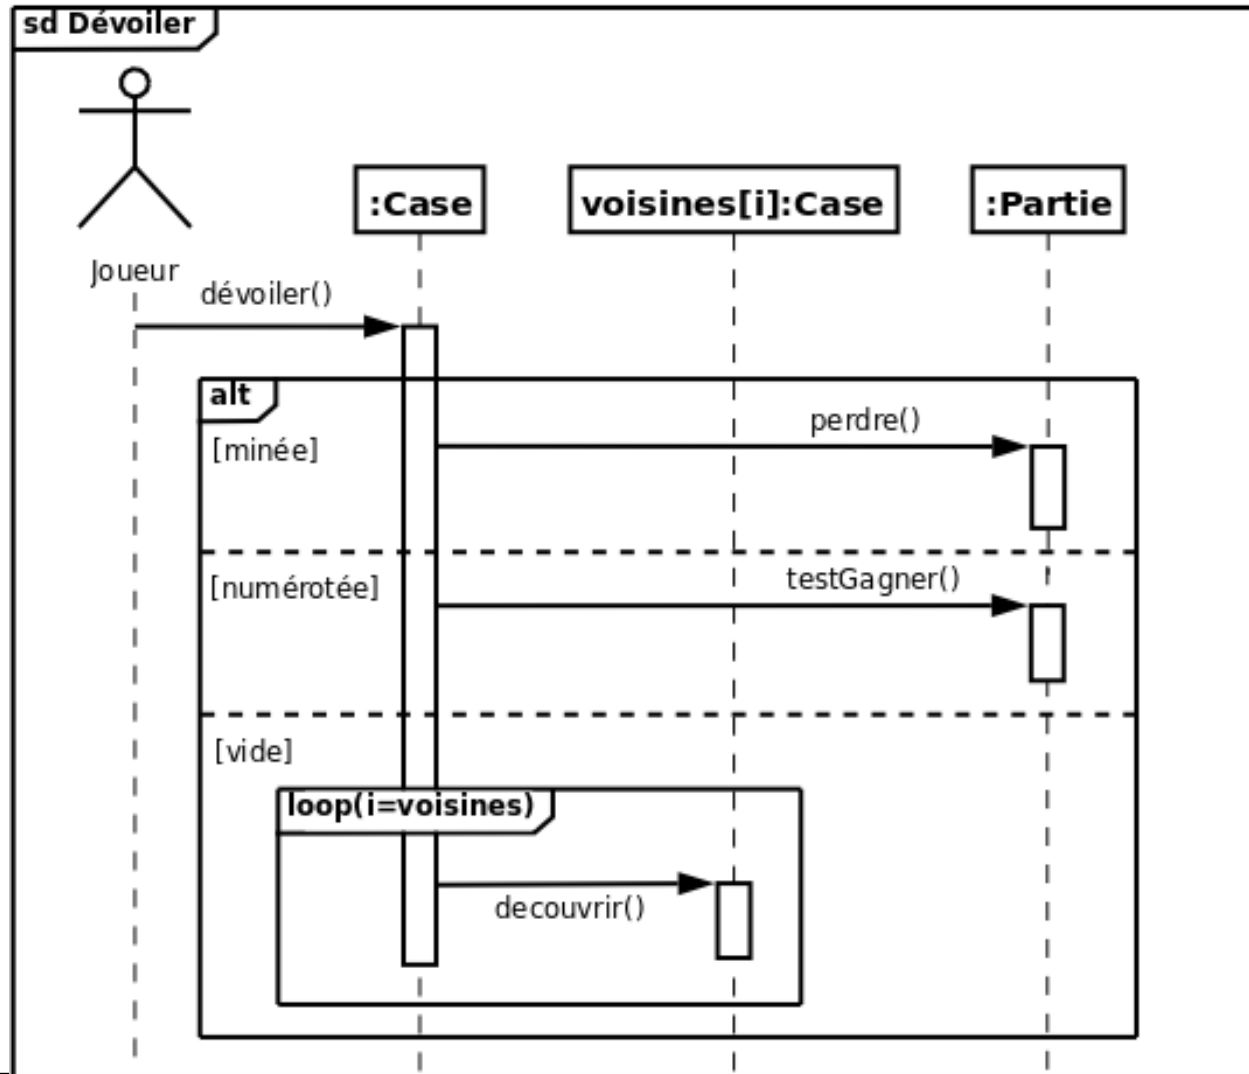 sd Dévoiler
:Case
voisines[i]:Case
:Partie
Joueur
dévoiler()
alt
perdre()
[minée]
testGagner()
[numérotée]
[vide]
loop(i=voisines)
decouvrir()